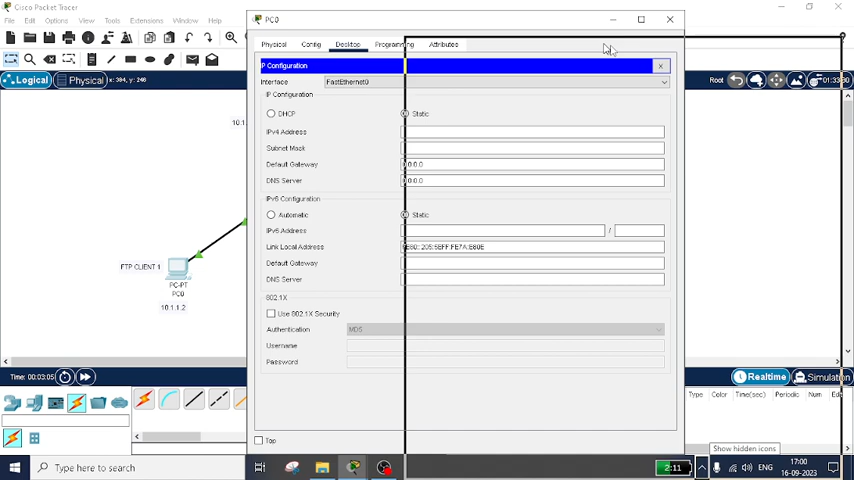 Cisco Packet Tracer
PC0
File Edit Options View Tools Extensions Window Help
Physical Config Desktop Programming Attributes
IP Configuration
Interface FastEthernet0
Logical Physical x: 384, y: 246
Root
IP Configuration
DHCP Static
10.1.
IPv4 Address
Subnet Mask
Default Gateway 0.0.0.0
DNS Server 0.0.0.0
IPv6 Configuration
Automatic Static
IPv6 Address /
Link Local Address FE80::205:5EFF:FE7A:E80E
Default Gateway
DNS Server
FTP CLIENT 1
PC-PT
PC0
10.1.1.2
802.1X
Use 802.1X Security
Authentication MD5
Username
Password
Time: 00:03:05
Realtime Simulation
Type Color Time(sec) Periodic Num Edit
Top
Show hidden icons
Type here to search
2:11
ENG
17:00
16-09-2023